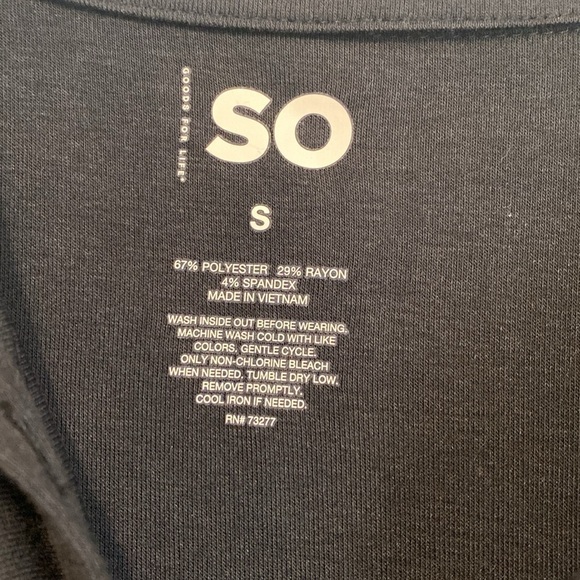 GOODS FOR LIFE®
SO
S
67% POLYESTER 29% RAYON
4% SPANDEX
MADE IN VIETNAM
WASH INSIDE OUT BEFORE WEARING.
MACHINE WASH COLD WITH LIKE
COLORS. GENTLE CYCLE.
ONLY NON-CHLORINE BLEACH
WHEN NEEDED. TUMBLE DRY LOW.
REMOVE PROMPTLY.
COOL IRON IF NEEDED.
RN# 73277